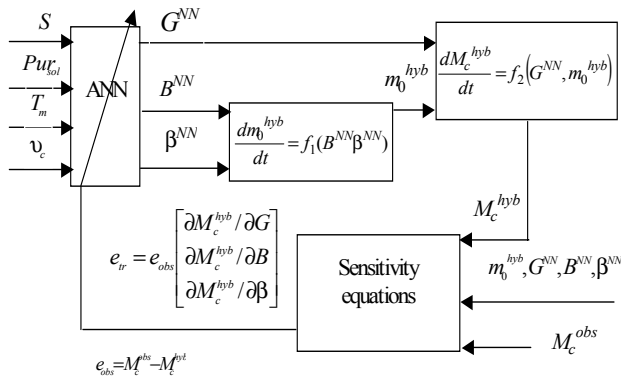 S
Pur_sol
T_m
υ_c
ANN
G^NN
B^NN
β^NN
dm_0^hyb/dt = f_1(B^NN β^NN)
m_0^hyb
dM_c^hyb/dt = f_2(G^NN, m_0^hyb)
M_c^hyb
e_tr = e_obs [∂M_c^hyb/∂G
∂M_c^hyb/∂B
∂M_c^hyb/∂β]
Sensitivity
equations
m_0^hyb, G^NN, B^NN, β^NN
M_c^obs
e_obs = M_c^obs − M_c^hyb